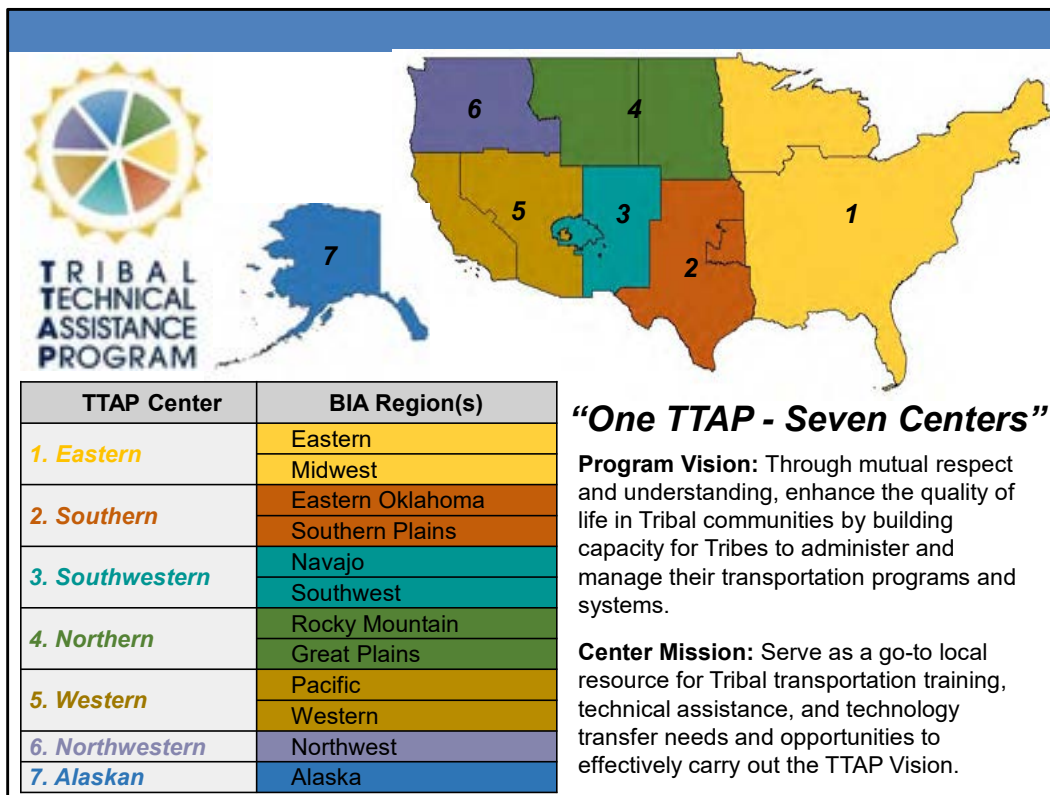 6
4
5
3
1
2
7
TRIBAL
TECHNICAL
ASSISTANCE
PROGRAM
TTAP Center BIA Region(s)
1. Eastern
Eastern
Midwest
2. Southern
Eastern Oklahoma
Southern Plains
3. Southwestern
Navajo
Southwest
4. Northern
Rocky Mountain
Great Plains
5. Western
Pacific
Western
6. Northwestern Northwest
7. Alaskan Alaska
“One TTAP - Seven Centers”
Program Vision: Through mutual respect
and understanding, enhance the quality of
life in Tribal communities by building
capacity for Tribes to administer and
manage their transportation programs and
systems.
Center Mission: Serve as a go-to local
resource for Tribal transportation training,
technical assistance, and technology
transfer needs and opportunities to
effectively carry out the TTAP Vision.